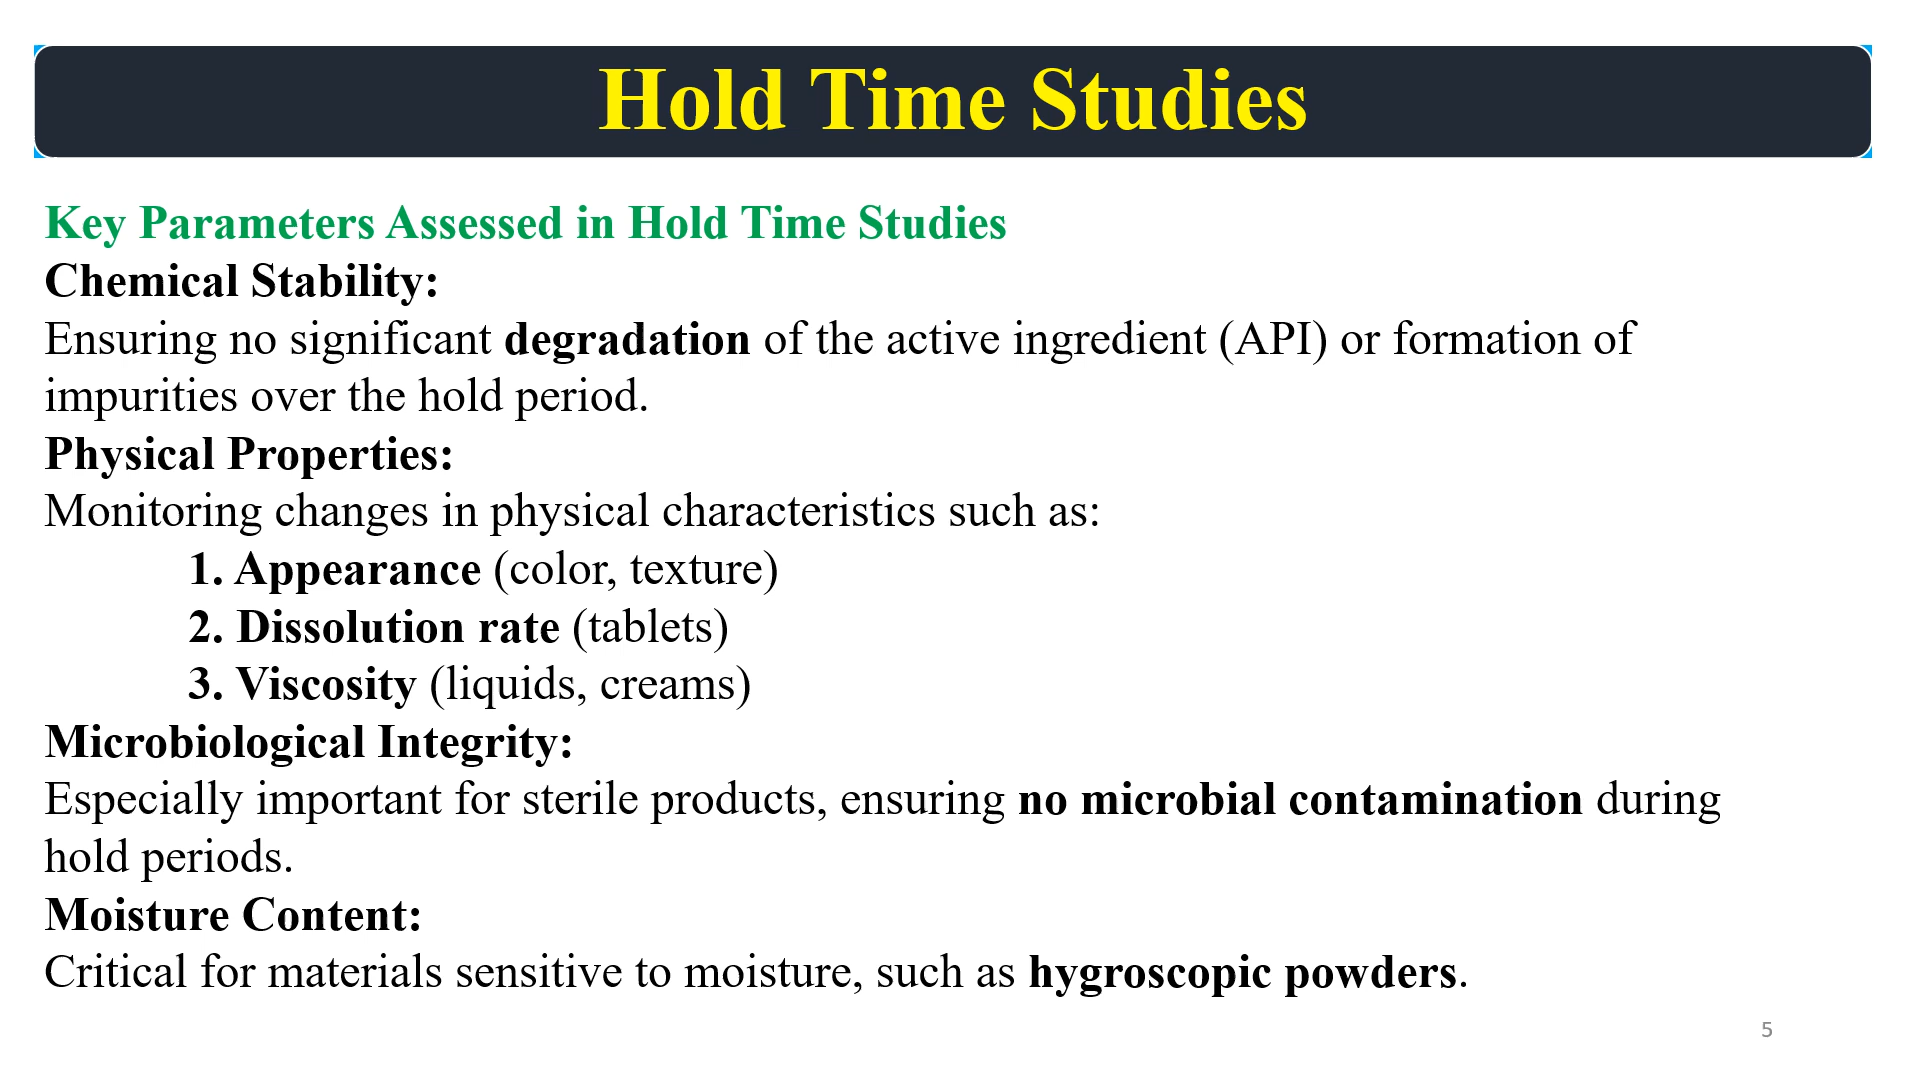 Hold Time Studies
Key Parameters Assessed in Hold Time Studies
Chemical Stability:
Ensuring no significant degradation of the active ingredient (API) or formation of
impurities over the hold period.
Physical Properties:
Monitoring changes in physical characteristics such as:
1. Appearance (color, texture)
2. Dissolution rate (tablets)
3. Viscosity (liquids, creams)
Microbiological Integrity:
Especially important for sterile products, ensuring no microbial contamination during
hold periods.
Moisture Content:
Critical for materials sensitive to moisture, such as hygroscopic powders.
5